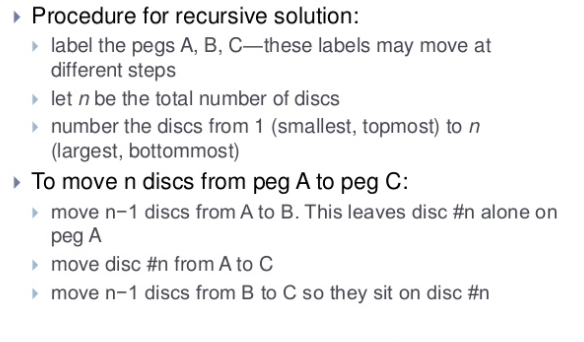 Procedure for recursive solution:
label the pegs A, B, C—these labels may move at
different steps
let n be the total number of discs
number the discs from 1 (smallest, topmost) to n
(largest, bottommost)
To move n discs from peg A to peg C:
move n−1 discs from A to B. This leaves disc #n alone on
peg A
move disc #n from A to C
move n−1 discs from B to C so they sit on disc #n